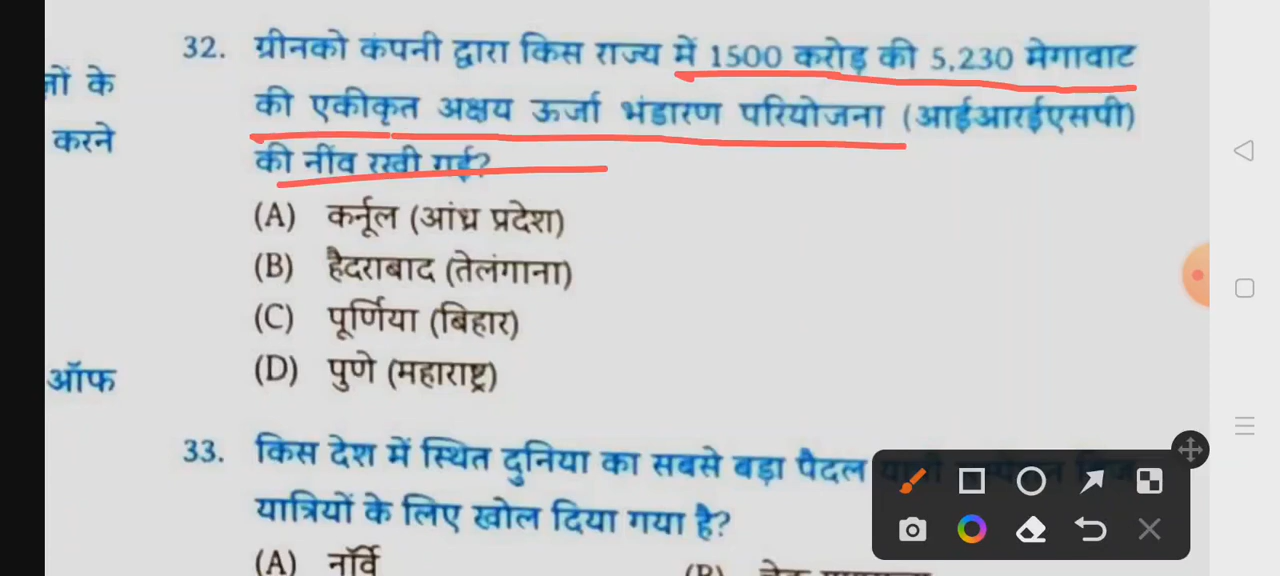 32. ग्रीनको कंपनी द्वारा किस राज्य में 1500 करोड़ की 5,230 मेगावाट
नों के
की एकीकृत अक्षय ऊर्जा भंडारण परियोजना (आईआरईएसपी)
करने
की नींव रखी गई?
(A) कर्नूल (आंध्र प्रदेश)
(B) हैदराबाद (तेलंगाना)
(C) पूर्णिया (बिहार)
(D) पुणे (महाराष्ट्र)
ऑफ
33. किस देश में स्थित दुनिया का सबसे बड़ा पैदल
यात्रियों के लिए खोल दिया गया है?
(A) नॉर्वे
(B)